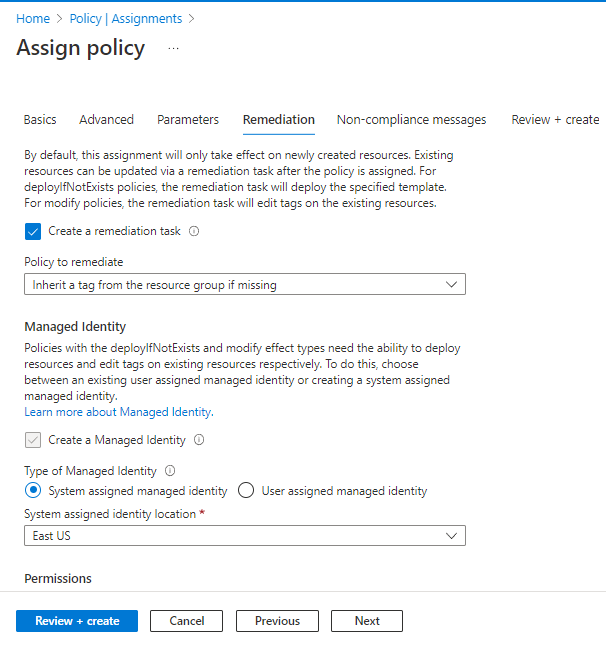 Home > Policy | Assignments >
Assign policy ...
Basics Advanced Parameters Remediation Non-compliance messages Review + create
By default, this assignment will only take effect on newly created resources. Existing
resources can be updated via a remediation task after the policy is assigned. For
deployIfNotExists policies, the remediation task will deploy the specified template.
For modify policies, the remediation task will edit tags on the existing resources.
Create a remediation task
Policy to remediate
Inherit a tag from the resource group if missing
Managed Identity
Policies with the deployIfNotExists and modify effect types need the ability to deploy
resources and edit tags on existing resources respectively. To do this, choose
between an existing user assigned managed identity or creating a system assigned
managed identity.
Learn more about Managed Identity.
Create a Managed Identity
Type of Managed Identity
System assigned managed identity User assigned managed identity
System assigned identity location *
East US
Permissions
Review + create Cancel Previous Next